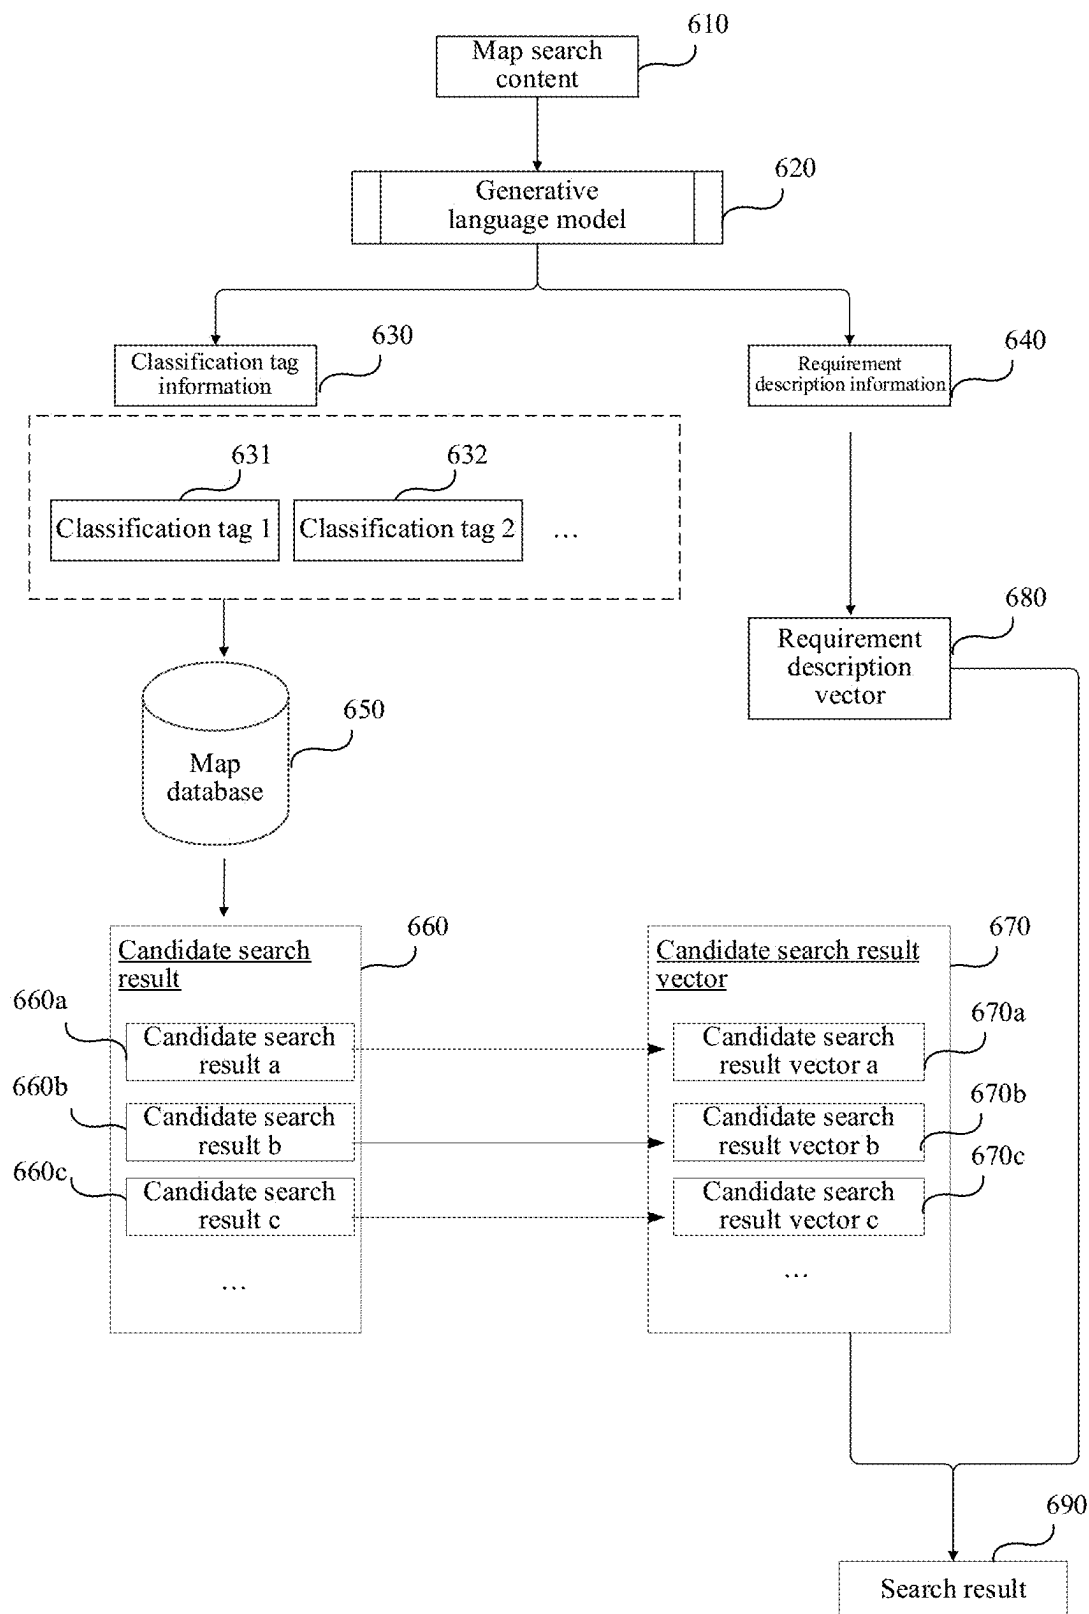 610
Map search
content
620
Generative
language model
630
Classification tag
information
640
Requirement
description information
631
632
Classification tag 1
Classification tag 2
...
680
Requirement
description
vector
650
Map
database
660
Candidate search
result
670
Candidate search result
vector
660a
Candidate search
result a
670a
Candidate search
result vector a
660b
Candidate search
result b
670b
Candidate search
result vector b
660c
Candidate search
result c
670c
Candidate search
result vector c
...
...
690
Search result